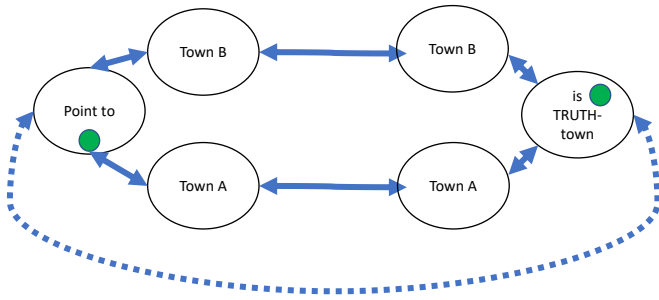 Town B
Town B
Point to
is
TRUTH-
town
Town A
Town A